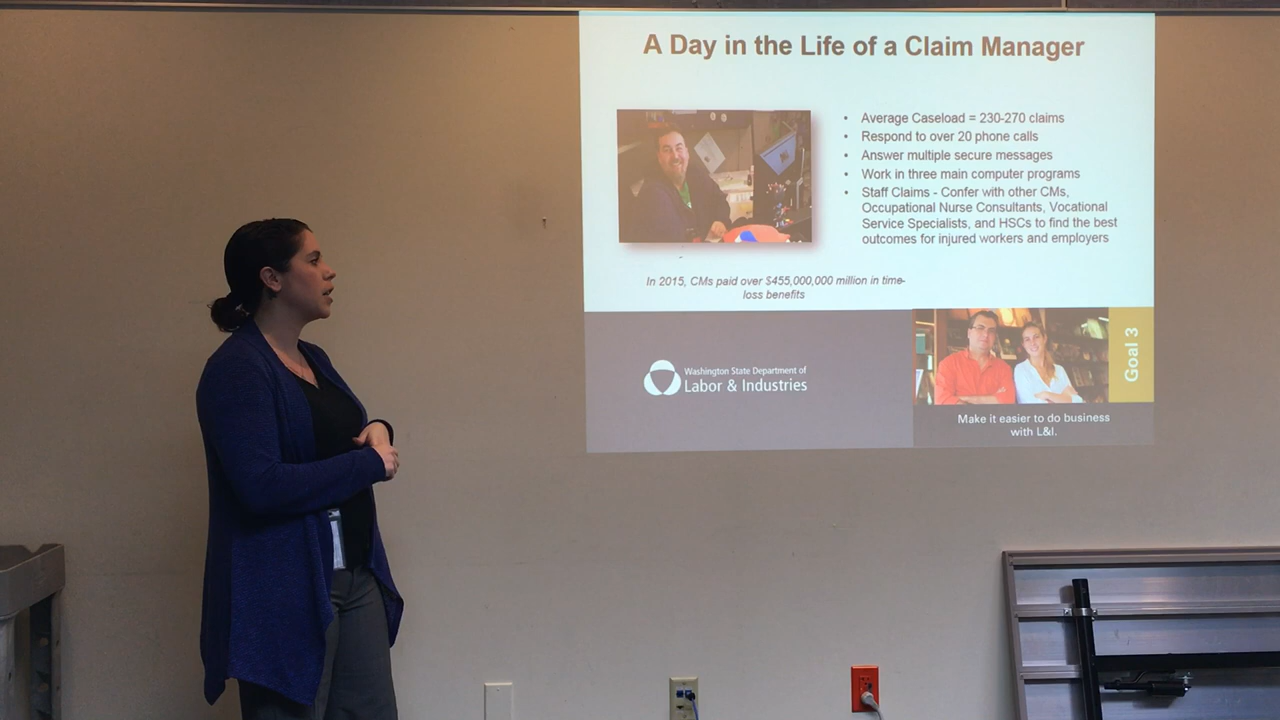 A Day in the Life of a Claim Manager
• Average Caseload = 230-270 claims
• Respond to over 20 phone calls
• Answer multiple secure messages
• Work in three main computer programs
• Staff Claims - Confer with other CMs,
Occupational Nurse Consultants, Vocational
Service Specialists, and HSCs to find the best
outcomes for injured workers and employers
In 2015, CMs paid over $455,000,000 million in time-
loss benefits
Washington State Department of
Labor & Industries
Goal 3
Make it easier to do business
with L&I.